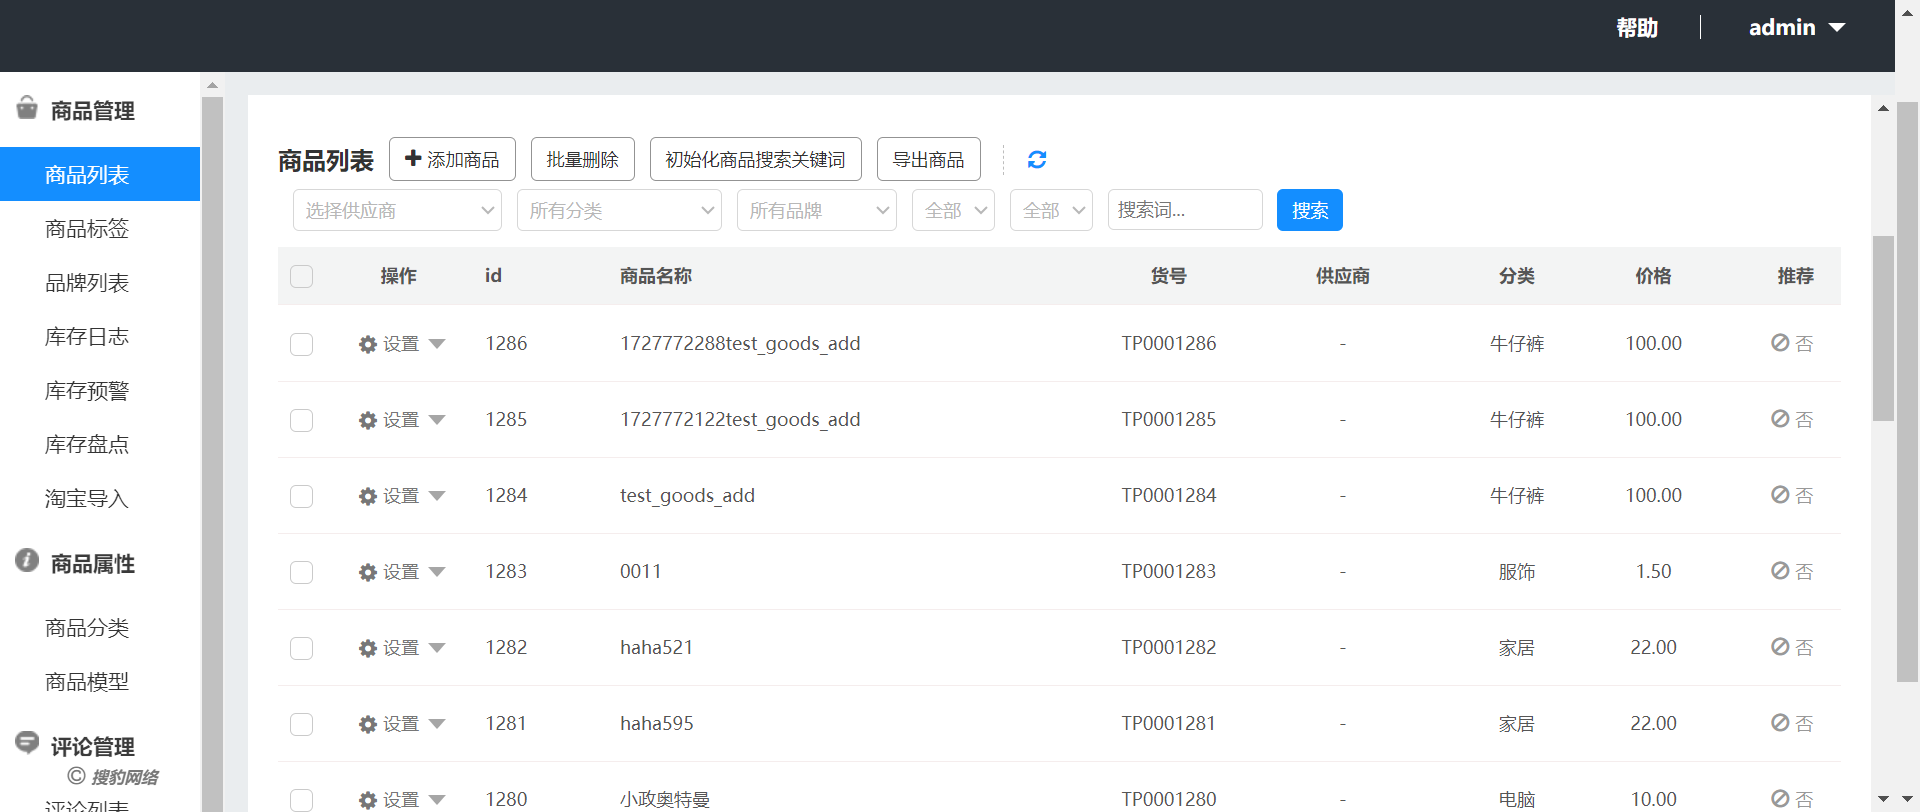 帮助
admin
商品管理
商品列表
商品标签
品牌列表
库存日志
库存预警
库存盘点
淘宝导入
商品属性
商品分类
商品模型
评论管理
© 搜豹网络
评论列表
商品列表 添加商品 批量删除 初始化商品搜索关键词 导出商品
选择供应商 所有分类 所有品牌 全部 全部 搜索词... 搜索
操作 id 商品名称 货号 供应商 分类 价格 推荐
设置 1286 1727772288test_goods_add TP0001286 - 牛仔裤 100.00 否
设置 1285 1727772122test_goods_add TP0001285 - 牛仔裤 100.00 否
设置 1284 test_goods_add TP0001284 - 牛仔裤 100.00 否
设置 1283 0011 TP0001283 - 服饰 1.50 否
设置 1282 haha521 TP0001282 - 家居 22.00 否
设置 1281 haha595 TP0001281 - 家居 22.00 否
设置 1280 小政奥特曼 TP0001280 - 电脑 10.00 否